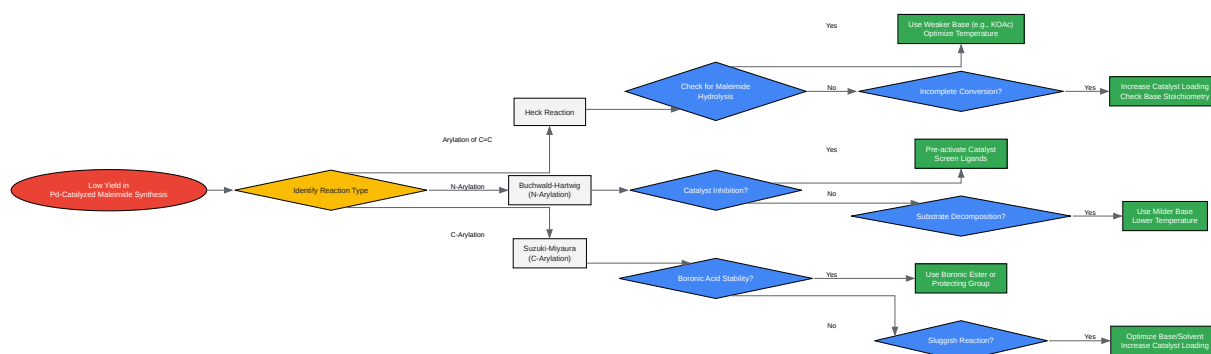 Low Yield in
Pd-Catalyzed Maleimide Synthesis
Identify Reaction Type
Arylation of C=C
Heck Reaction
Check for Maleimide
Hydrolysis
Yes
Use Weaker Base (e.g., KOAc)
Optimize Temperature
No
Incomplete Conversion?
Yes
Increase Catalyst Loading
Check Base Stoichiometry
N-Arylation
Buchwald-Hartwig
(N-Arylation)
Catalyst Inhibition?
Yes
Pre-activate Catalyst
Screen Ligands
No
Substrate Decomposition?
Yes
Use Milder Base
Lower Temperature
C-Arylation
Suzuki-Miyaura
(C-Arylation)
Boronic Acid Stability?
Yes
Use Boronic Ester or
Protecting Group
No
Sluggish Reaction?
Yes
Optimize Base/Solvent
Increase Catalyst Loading